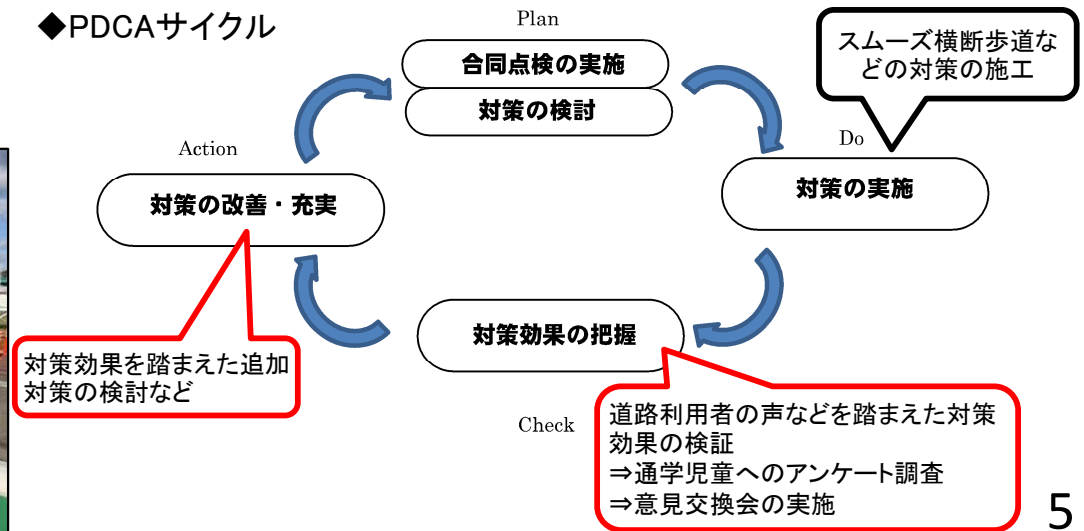 ◆PDCAサイクル
Plan
合同点検の実施
対策の検討
スムーズ横断歩道な
どの対策の施工
Do
対策の実施
Action
対策の改善・充実
対策効果の把握
対策効果を踏まえた追加
対策の検討など
Check
道路利用者の声などを踏まえた対策
効果の検証
⇒通学児童へのアンケート調査
⇒意見交換会の実施
5